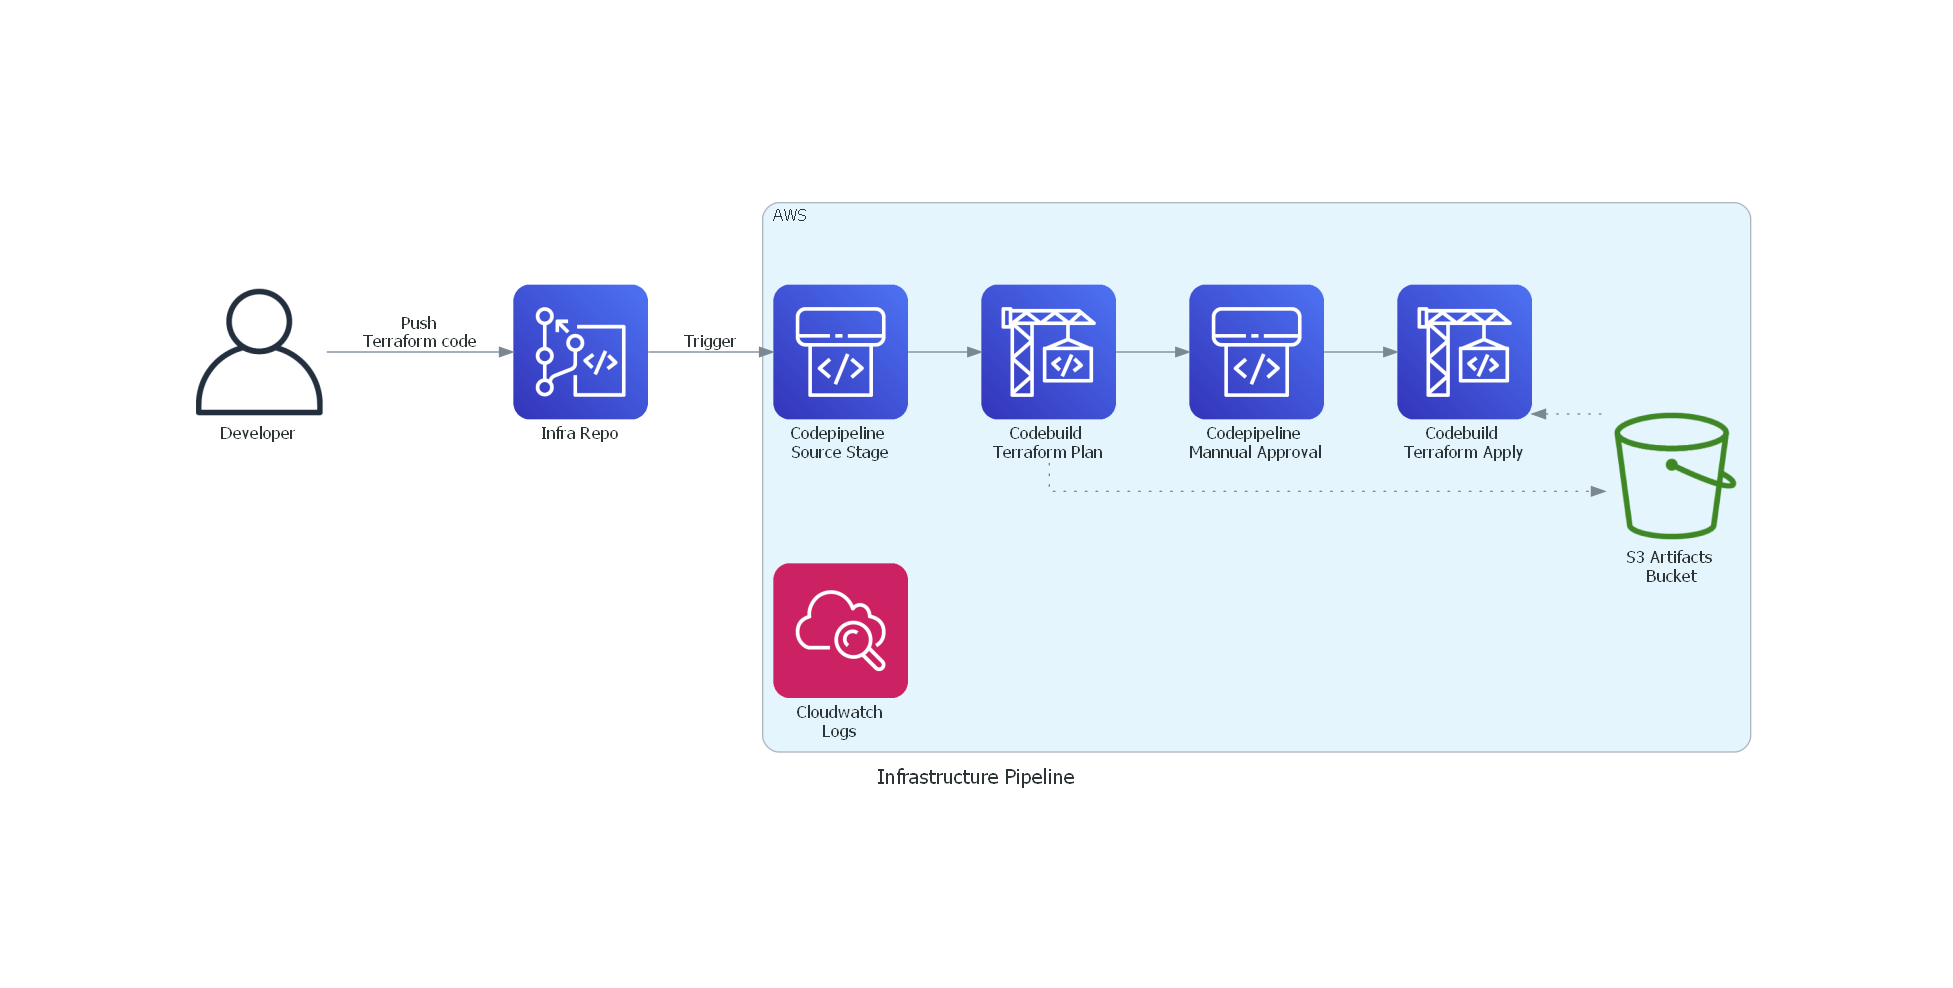 AWS
Push
Terraform code
Trigger
Developer
Infra Repo
Codepipeline
Source Stage
Codebuild
Terraform Plan
Codepipeline
Mannual Approval
Codebuild
Terraform Apply
S3 Artifacts
Bucket
Cloudwatch
Logs
Infrastructure Pipeline